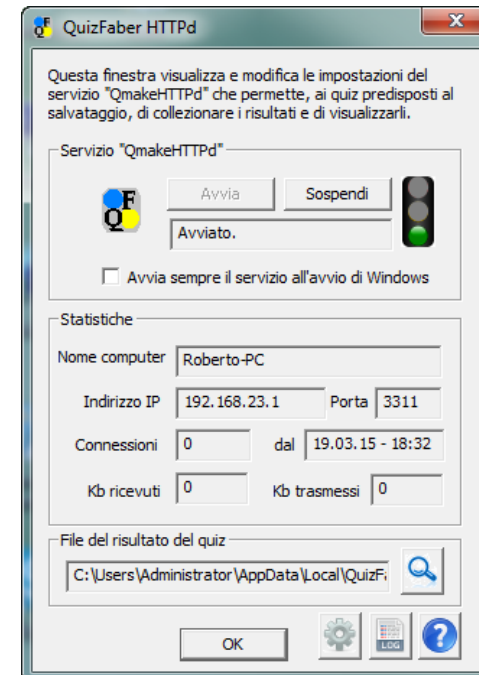 QuizFaber HTTPd
Questa finestra visualizza e modifica le impostazioni del
servizio "QmakeHTTPd" che permette, ai quiz predisposti al
salvataggio, di collezionare i risultati e di visualizzarli.
Servizio "QmakeHTTPd"
Avvia Sospendi
Avviato.
Avvia sempre il servizio all'avvio di Windows
Statistiche
Nome computer Roberto-PC
Indirizzo IP 192.168.23.1 Porta 3311
Connessioni 0 dal 19.03.15 - 18:32
Kb ricevuti 0 Kb trasmessi 0
File del risultato del quiz
C:\Users\Administrator\AppData\Local\QuizF
OK LOG